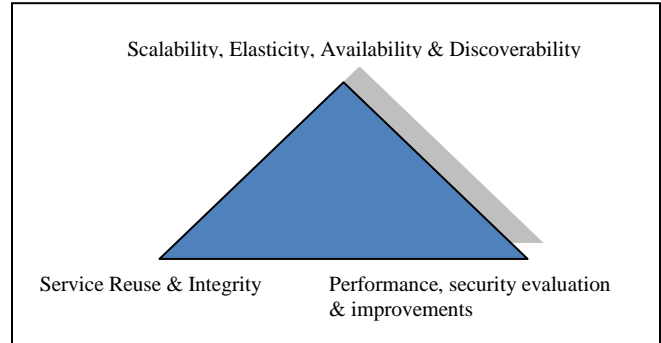 Scalability, Elasticity, Availability & Discoverability
Service Reuse & Integrity
Performance, security evaluation
& improvements